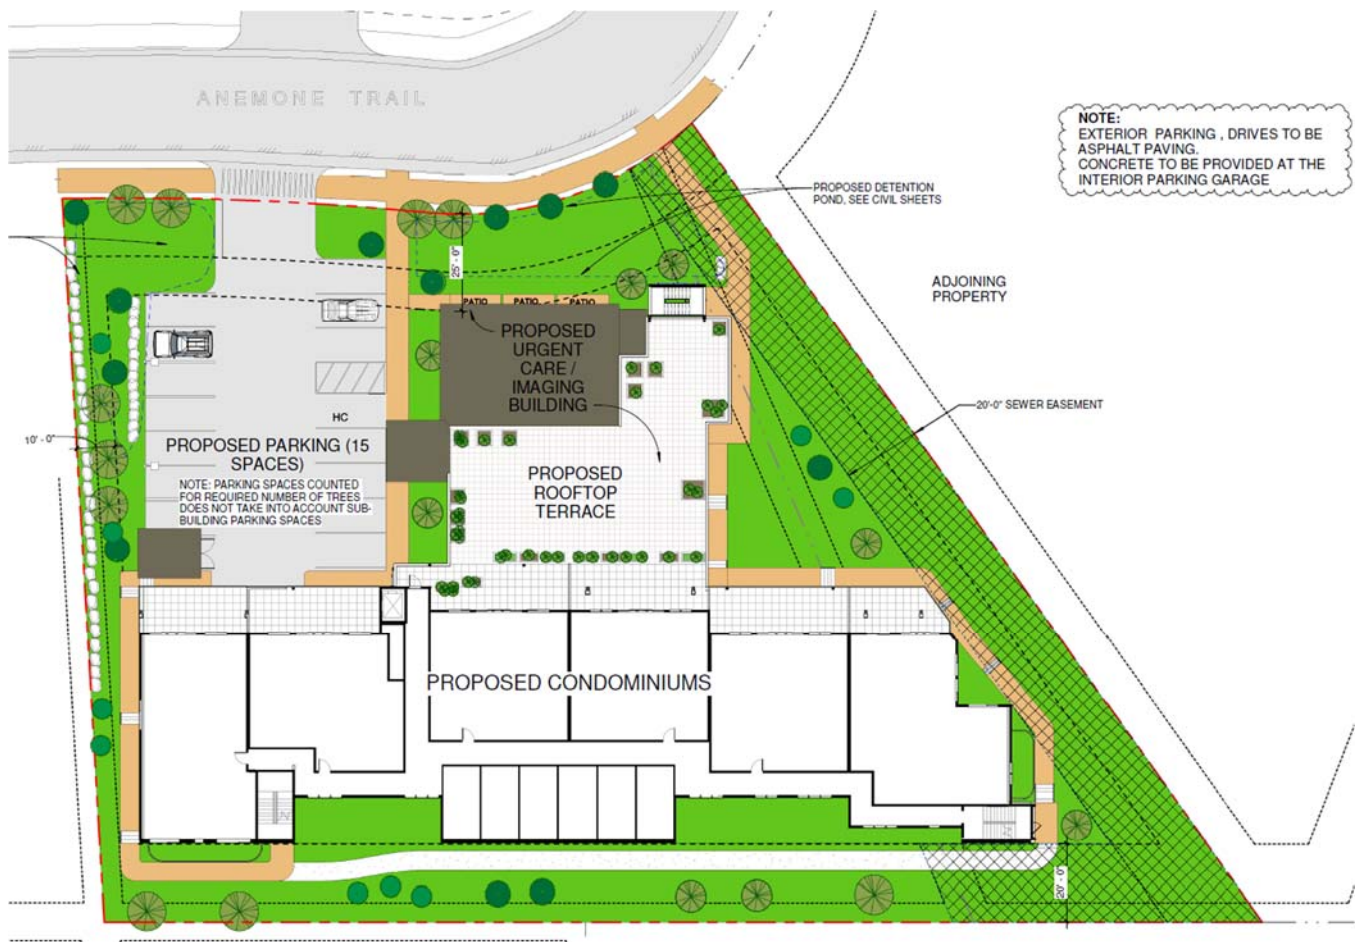 ANEMONE TRAIL
NOTE:
EXTERIOR PARKING , DRIVES TO BE
ASPHALT PAVING.
CONCRETE TO BE PROVIDED AT THE
INTERIOR PARKING GARAGE
PROPOSED DETENTION
POND, SEE CIVIL SHEETS
25' - 0"
ADJOINING
PROPERTY
PATIO
PATIO
PATIO
PROPOSED
URGENT
CARE /
IMAGING
BUILDING
20'-0" SEWER EASEMENT
HC
10' - 0"
PROPOSED PARKING (15
SPACES)
NOTE: PARKING SPACES COUNTED
FOR REQUIRED NUMBER OF TREES
DOES NOT TAKE INTO ACCOUNT SUB-
BUILDING PARKING SPACES
PROPOSED
ROOFTOP
TERRACE
PROPOSED CONDOMINIUMS
20' - 0"